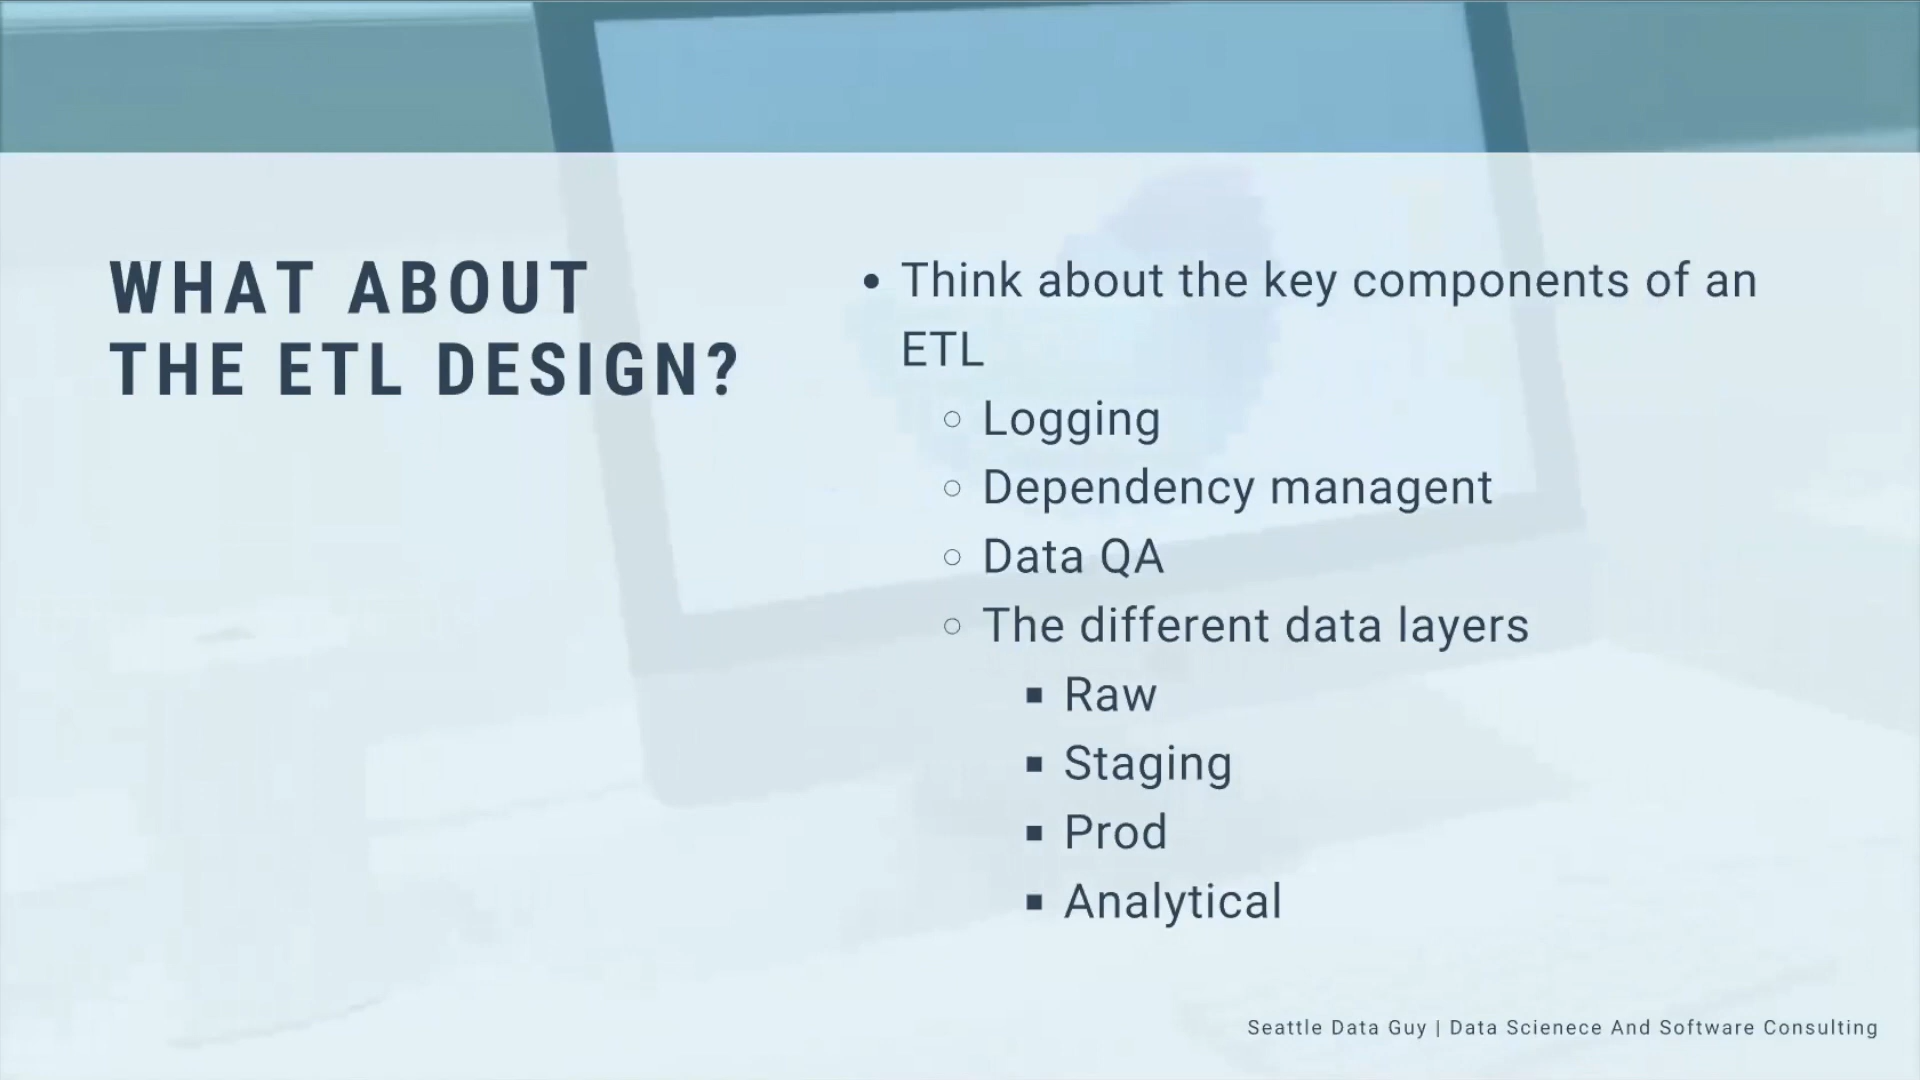 WHAT ABOUT
THE ETL DESIGN?
Think about the key components of an
ETL
Logging
Dependency managent
Data QA
The different data layers
Raw
Staging
Prod
Analytical
Seattle Data Guy | Data Scienece And Software Consulting